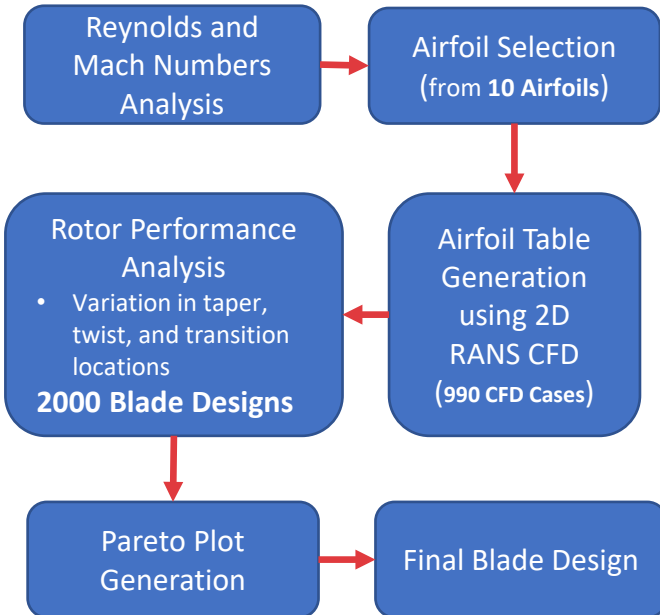 Reynolds and
Mach Numbers
Analysis
Airfoil Selection
(from 10 Airfoils)
Rotor Performance
Analysis
• Variation in taper,
twist, and transition
locations
2000 Blade Designs
Airfoil Table
Generation
using 2D
RANS CFD
(990 CFD Cases)
Pareto Plot
Generation
Final Blade Design